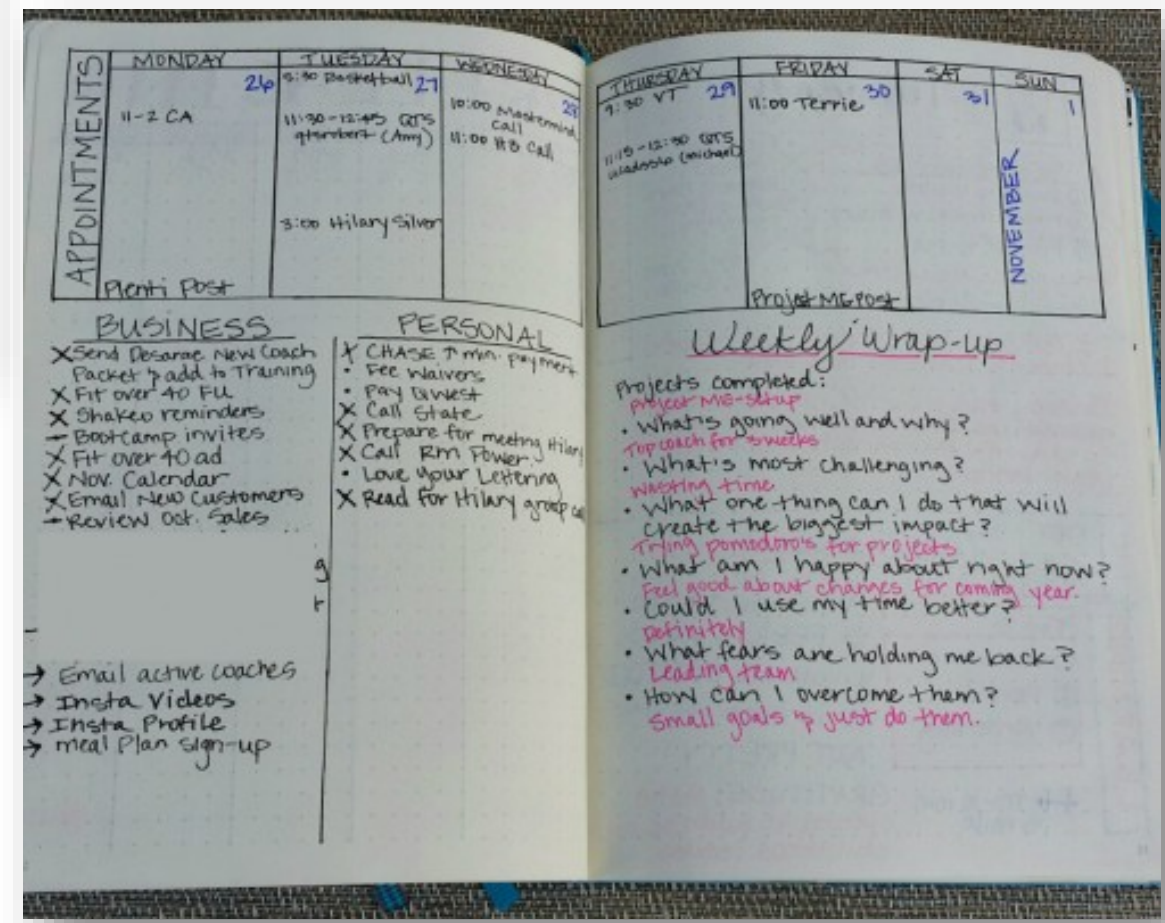 APPOINTMENTS
MONDAY
26
11-2 CA
Plenti Post
TUESDAY
27
Basketball
11:30-12:45 QTS
(Amy)
3:00 Hilary Silver
WEDNESDAY
28
10:00 Mastermind
Call
11:00 Call
THURSDAY
29
9:30 VT
11:15-12:30 QTS
(michael)
FRIDAY
30
11:00 Terrie
Project ME POST
SAT
31
SUN
1
NOVEMBER
BUSINESS
X Send Desarae New Coach
Packet & add to Training
X Fit over 40 FU
X Shakeo reminders
- Bootcamp invites
X Fit over 40 ad
X Nov. Calendar
X Email New Customers
- Review Oct. Sales
g
-
→ Email active coaches
→ Insta Videos
→ Insta Profile
→ meal Plan sign-up
PERSONAL
X CHASE ↑ min. payment
• Fee Waivers
• Pay QWest
X Call State
X Prepare for meeting Hilary
X Call Rm Power
• Love Your Lettering
X Read for Hilary group
Weekly Wrap-up
Projects completed:
Project ME-Setup
• What's going well and why?
Top coach for 3 weeks
• What's most challenging?
Wasting time
• What one thing can I do that will
create the biggest impact?
Trying pomodoro's for projects
• What am I happy about right now?
Feel good about changes for coming year.
• Could I use my time better?
Definitely
• What fears are holding me back?
Leading team
• How can I overcome them?
Small goals & just do them.